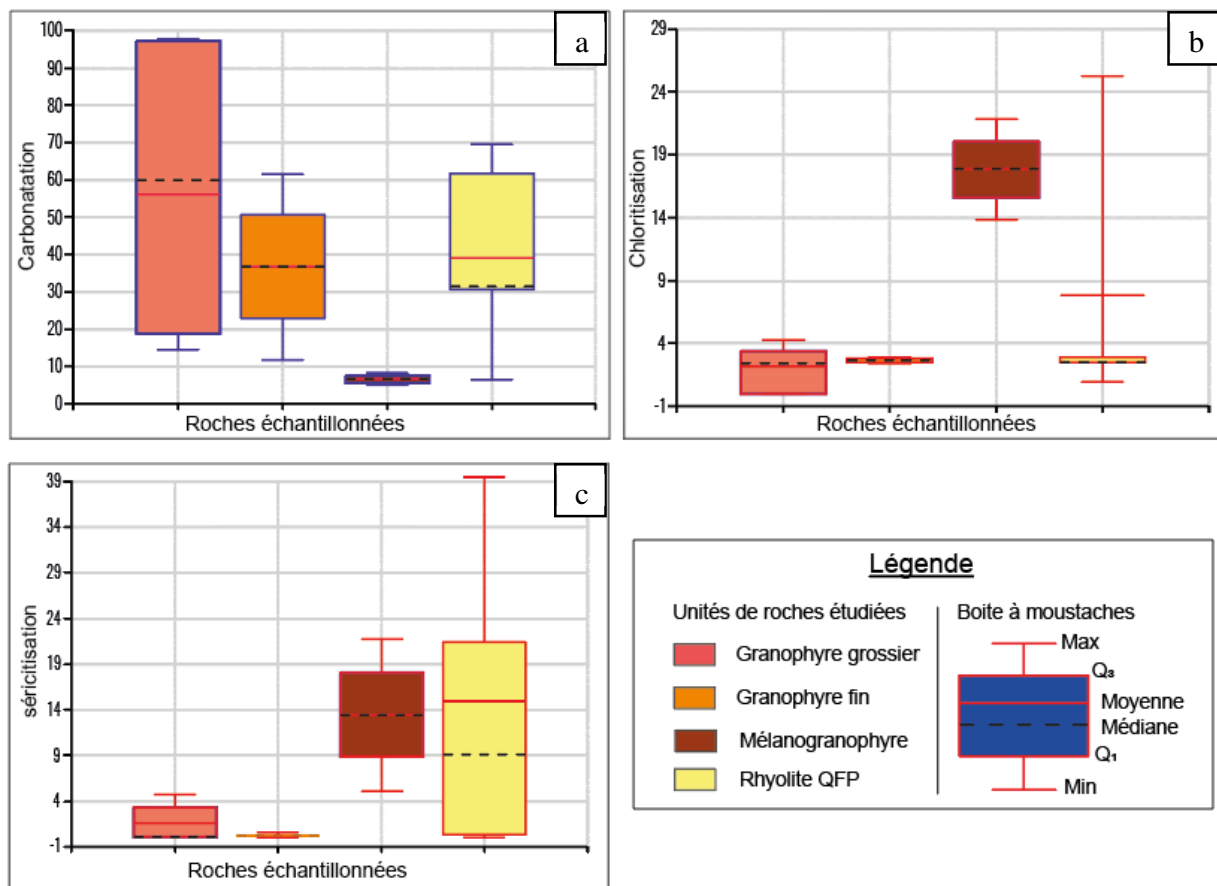 a
100
90
80
70
60
50
40
30
20
10
0
Carbonatation
Roches échantillonnées
b
29
24
19
14
9
4
-1
Chloritisation
Roches échantillonnées
c
39
34
29
24
19
14
9
4
-1
séricitisation
Roches échantillonnées
Légende
Unités de roches étudiées
Granophyre grossier
Granophyre fin
Mélanogranophyre
Rhyolite QFP
Boite à moustaches
Max
Q₃
Moyenne
Médiane
Q₁
Min